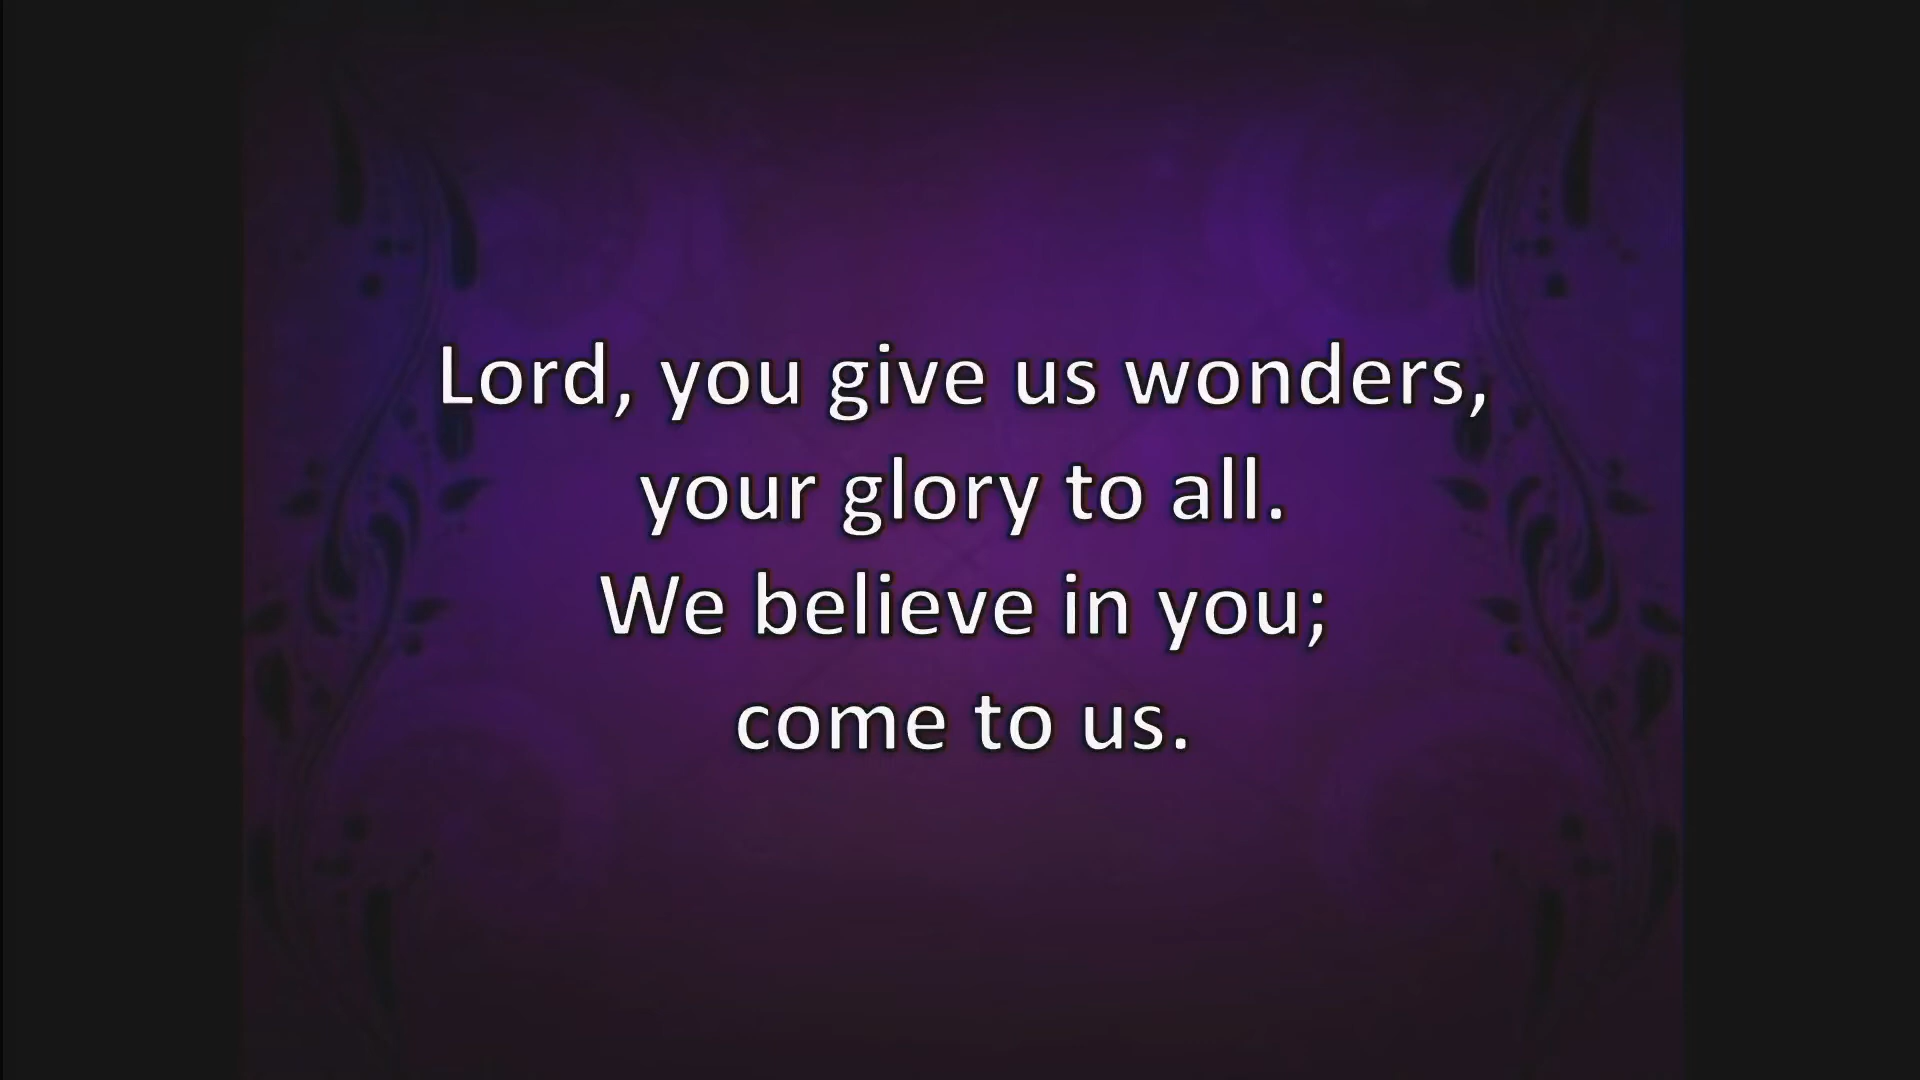 Lord, you give us wonders,
your glory to all.
We believe in you;
come to us.